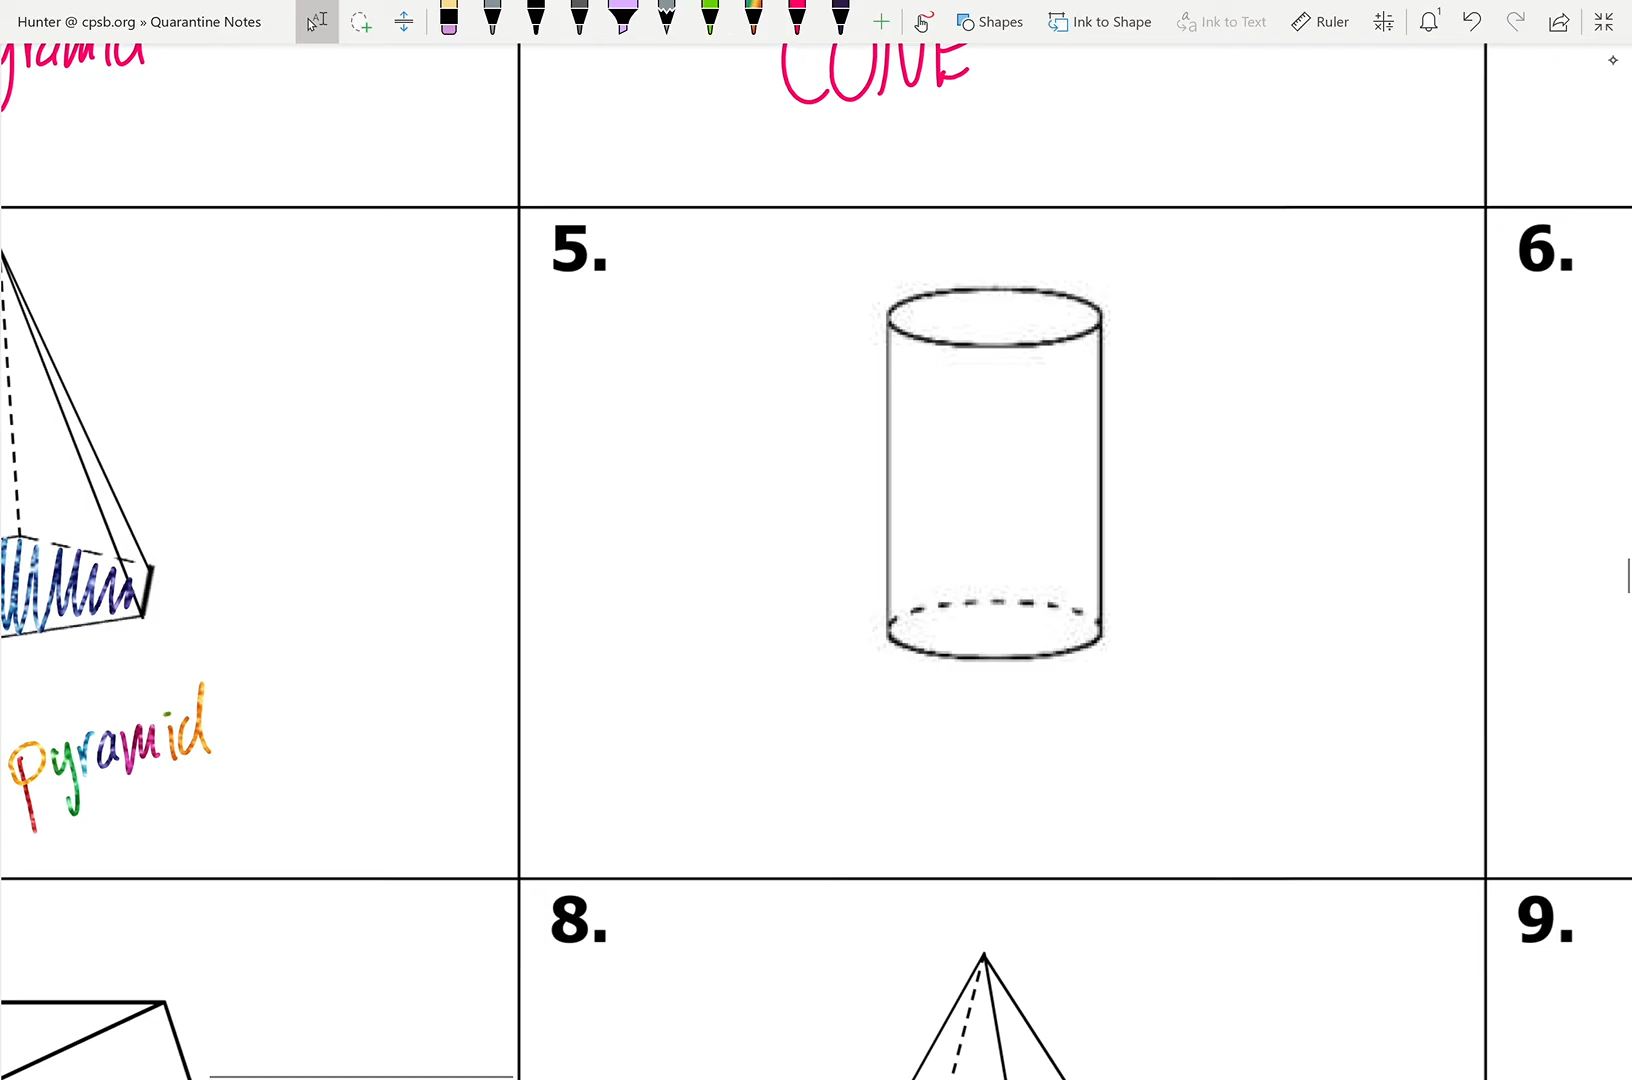 Hunter @ cpsb.org » Quarantine Notes
Shapes
Ink to Shape
Ink to Text
Ruler
1
CONE
5.
6.
pyramid
8.
9.